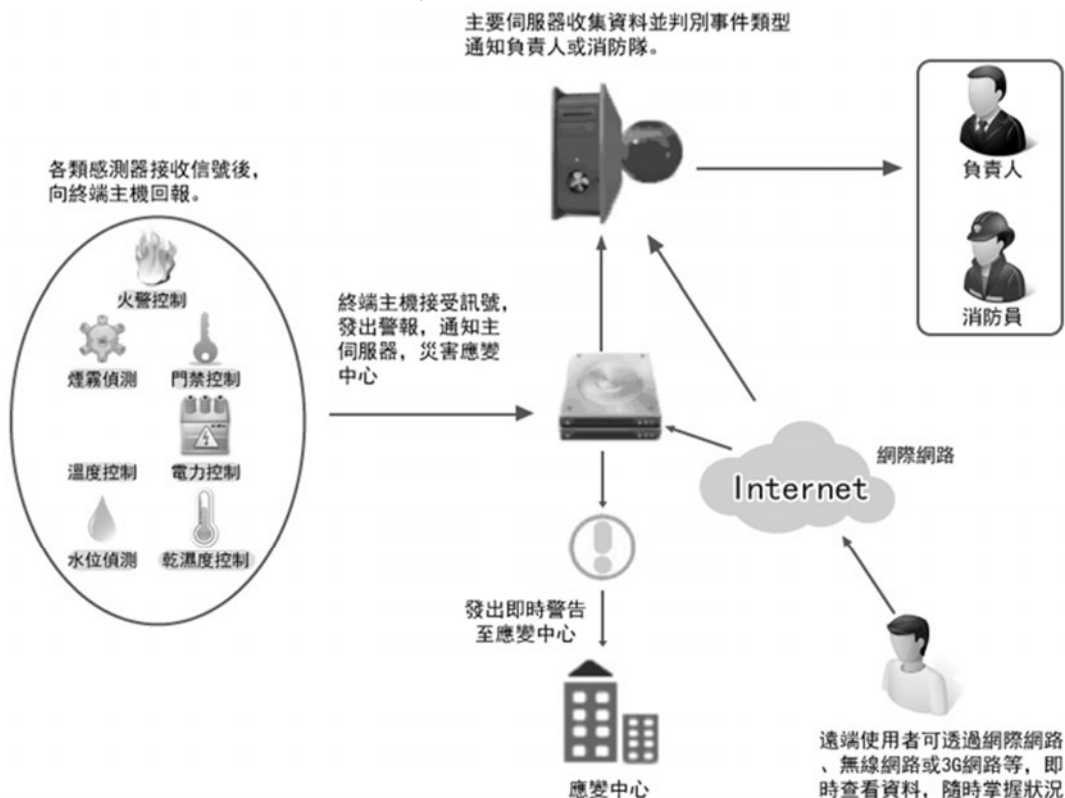 主要伺服器收集資料並判別事件類型
通知負責人或消防隊。
負責人
消防員
各類感測器接收信號後,
向終端主機回報。
火警控制
煙霧偵測
門禁控制
溫度控制
電力控制
水位偵測
乾濕度控制
終端主機接受訊號,
發出警報, 通知主
伺服器, 災害應變
中心
Internet
網際網路
發出即時警告
至應變中心
應變中心
遠端使用者可透過網際網路
、無線網路或3G網路等, 即
時查看資料, 隨時掌握狀況